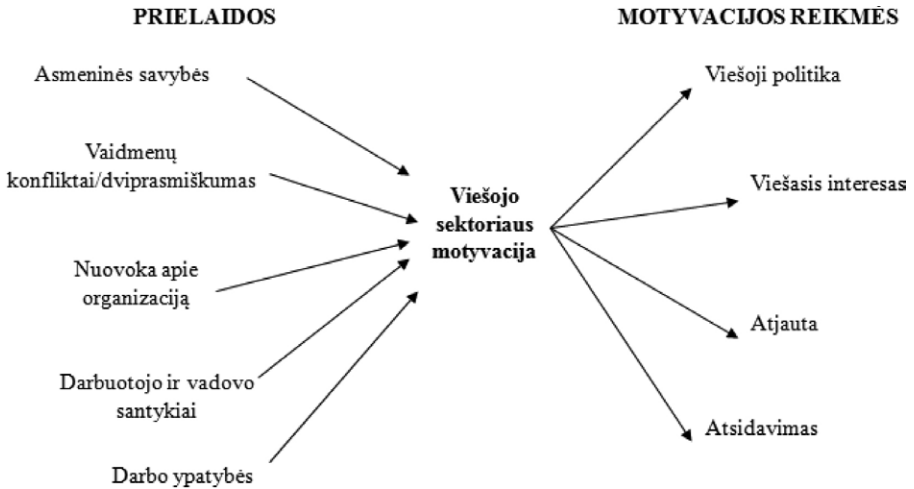 PRIELAIDOS
Asmeninės savybės
Vaidmenų
konfliktai/dviprasmiškumas
Nuovoka apie
organizaciją
Darbuotojo ir vadovo
santykiai
Darbo ypatybės
Viešojo
sektoriaus
motyvacija
MOTYVACIJOS REIKMĖS
Viešoji politika
Viešasis interesas
Atjauta
Atsidavimas